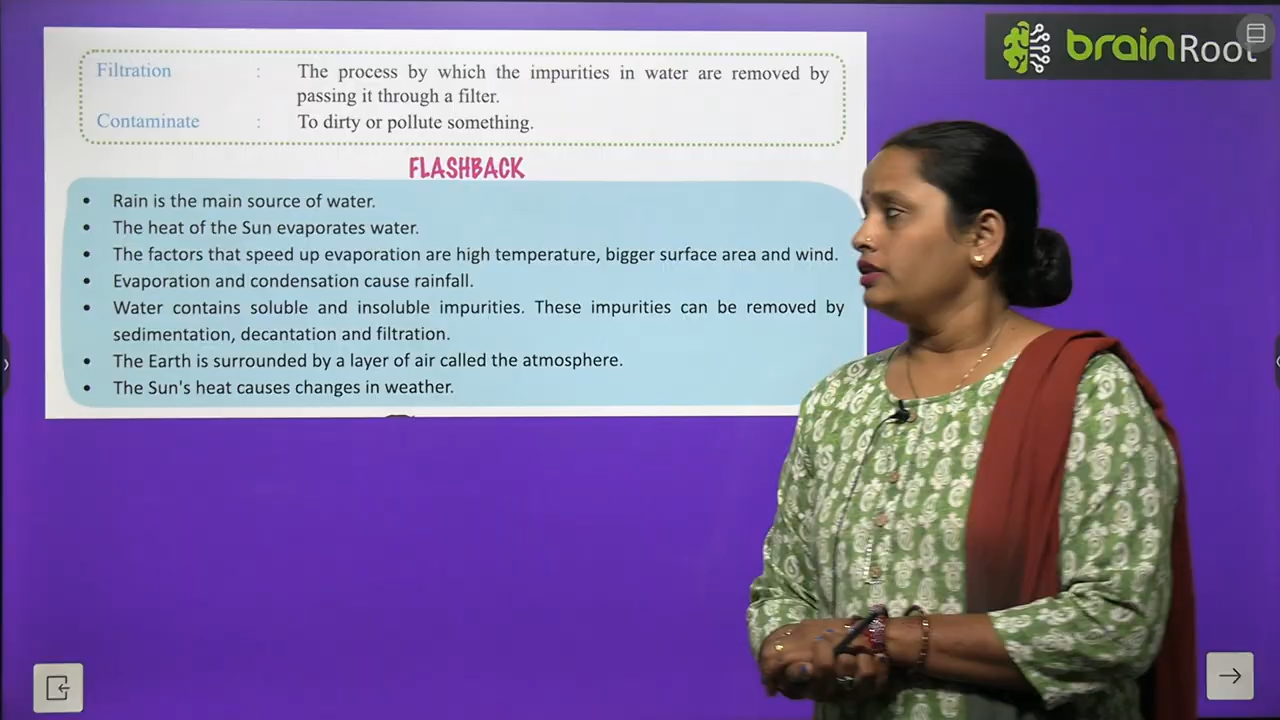 brainRoot
Filtration : The process by which the impurities in water are removed by
passing it through a filter.
Contaminate : To dirty or pollute something.
FLASHBACK
• Rain is the main source of water.
• The heat of the Sun evaporates water.
• The factors that speed up evaporation are high temperature, bigger surface area and wind.
• Evaporation and condensation cause rainfall.
• Water contains soluble and insoluble impurities. These impurities can be removed by
sedimentation, decantation and filtration.
• The Earth is surrounded by a layer of air called the atmosphere.
• The Sun's heat causes changes in weather.